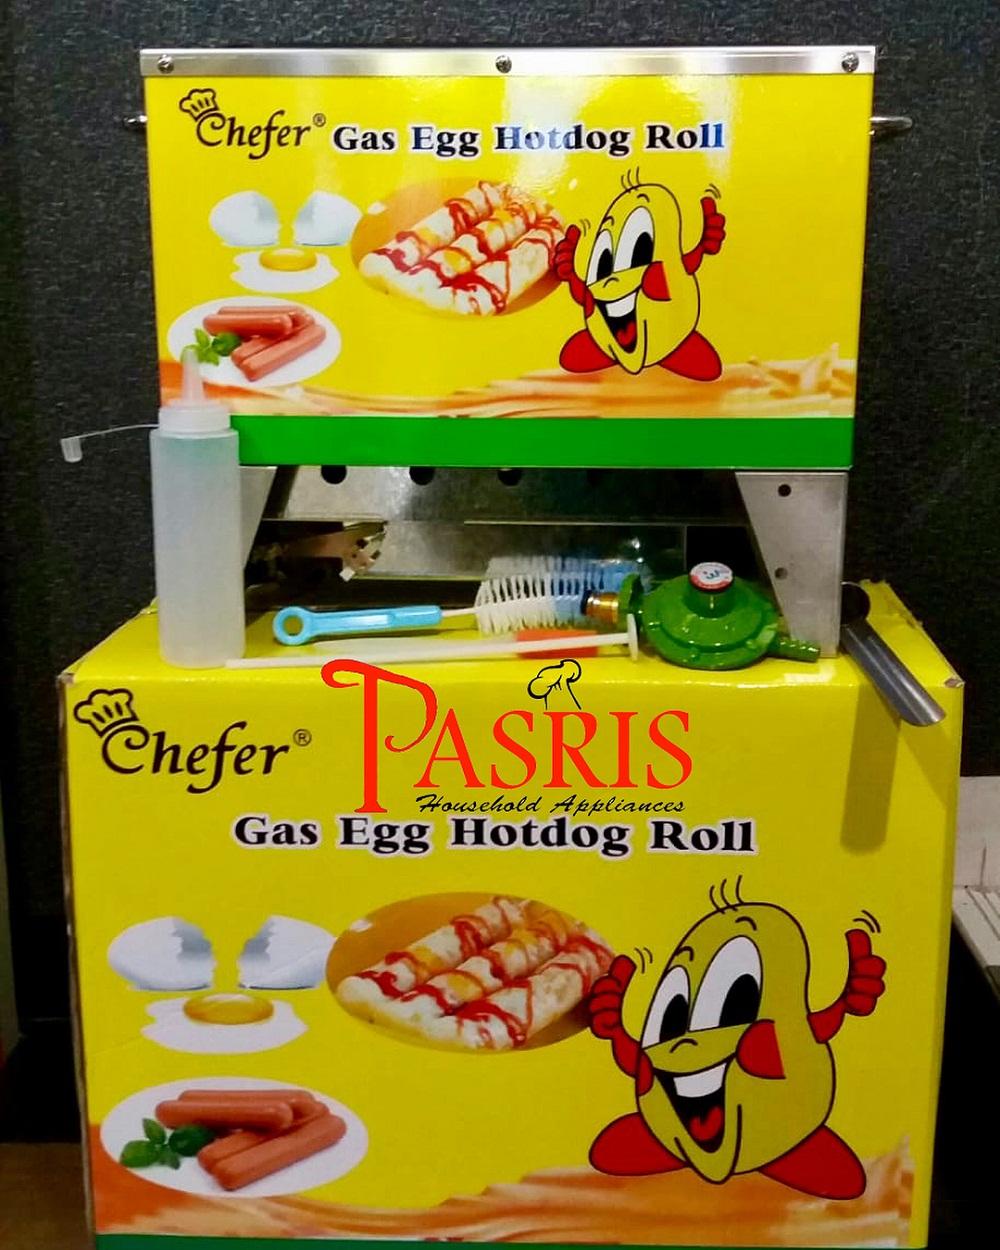 Chefer® Gas Egg Hotdog Roll
PASRIS
Household Appliances
Chefer®
Gas Egg Hotdog Roll